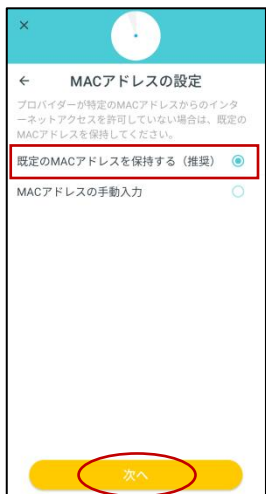 MACアドレスの設定
プロバイダーが特定のMACアドレスからのインタ
ーネットアクセスを許可していない場合は、既定の
MACアドレスを保持してください。
既定のMACアドレスを保持する（推奨）
MACアドレスの手動入力
次へ